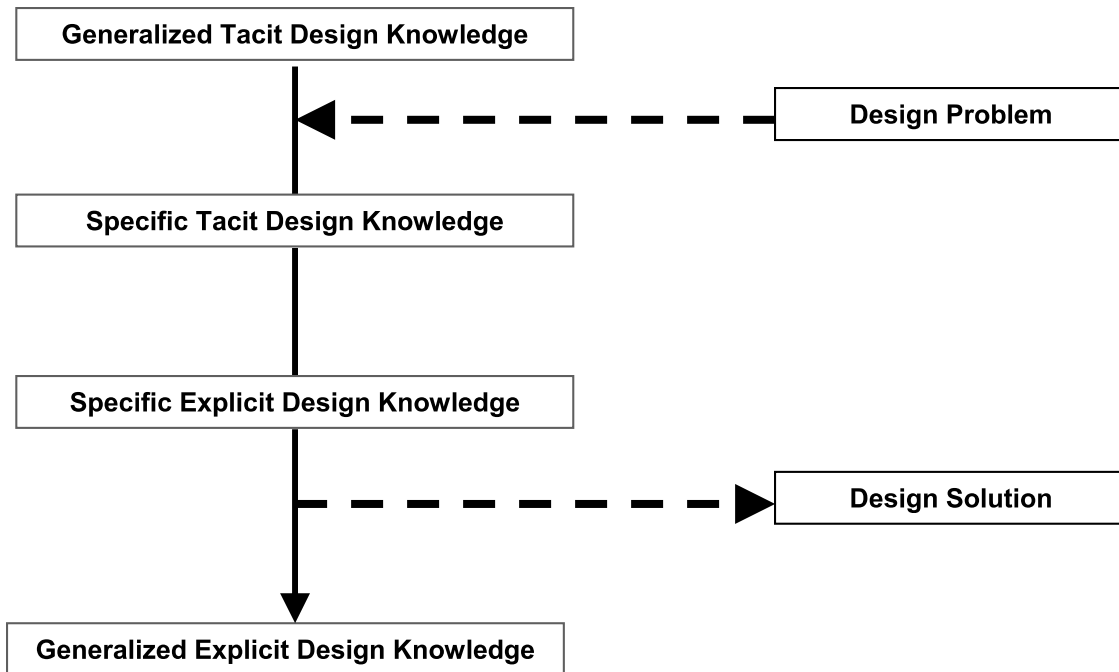 Generalized Tacit Design Knowledge
Design Problem
Specific Tacit Design Knowledge
Specific Explicit Design Knowledge
Design Solution
Generalized Explicit Design Knowledge